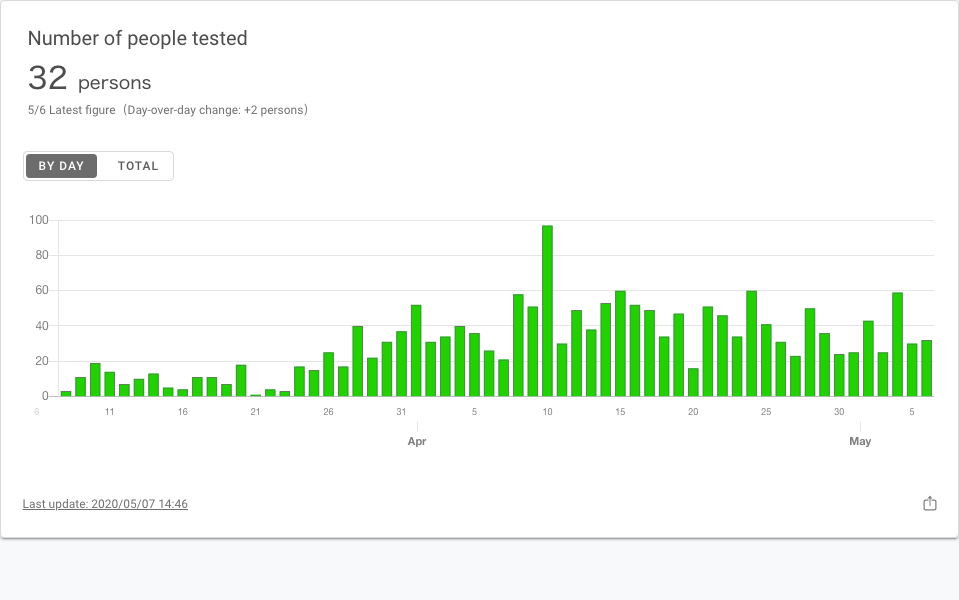 Number of people tested
32 persons
5/6 Latest figure (Day-over-day change: +2 persons)
BY DAY TOTAL
100
80
60
40
20
0
6 11 16 21 26 31 5 10 15 20 25 30 5
Apr May
Last update: 2020/05/07 14:46